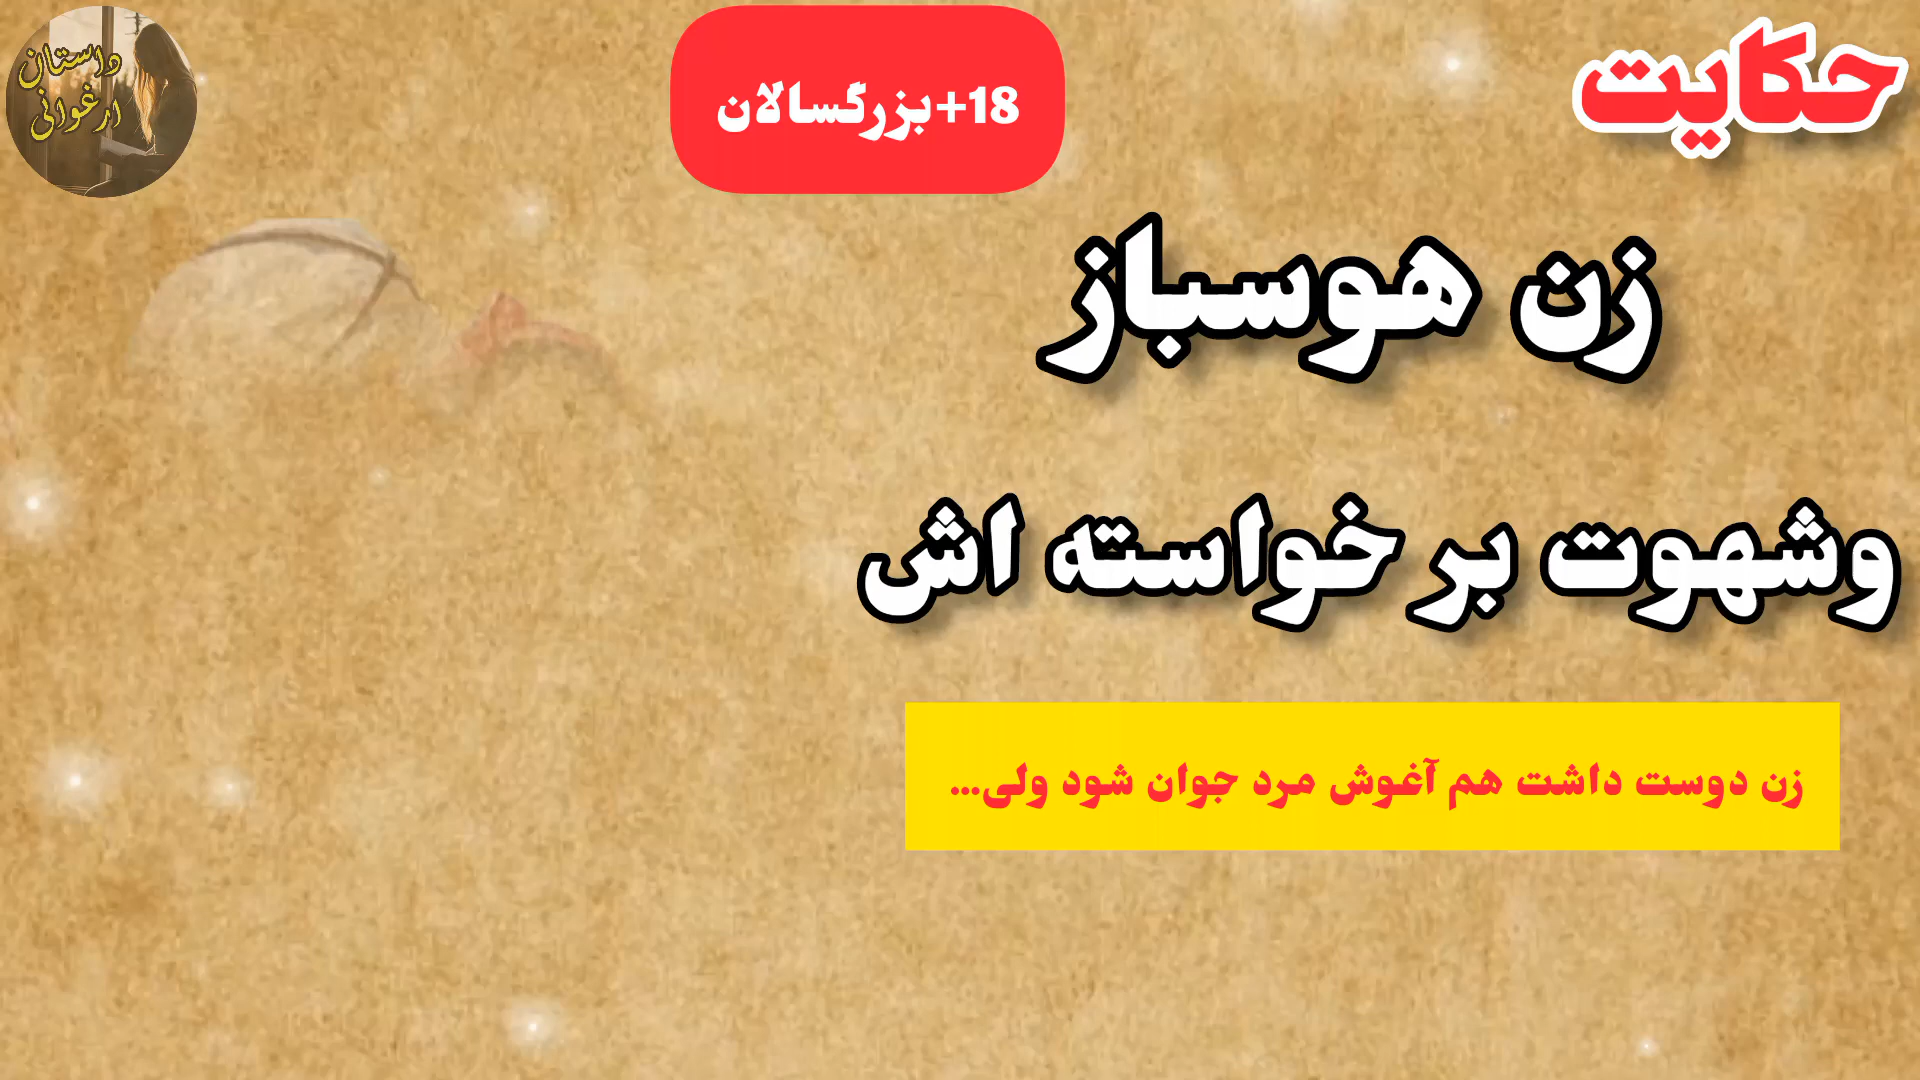 حکایت
18+بزرگسالان
داستان
ارغوانی
زن هوسباز
وشهوت بر خواسته اش
زن دوست داشت هم آغوش مرد جوان شود ولی...